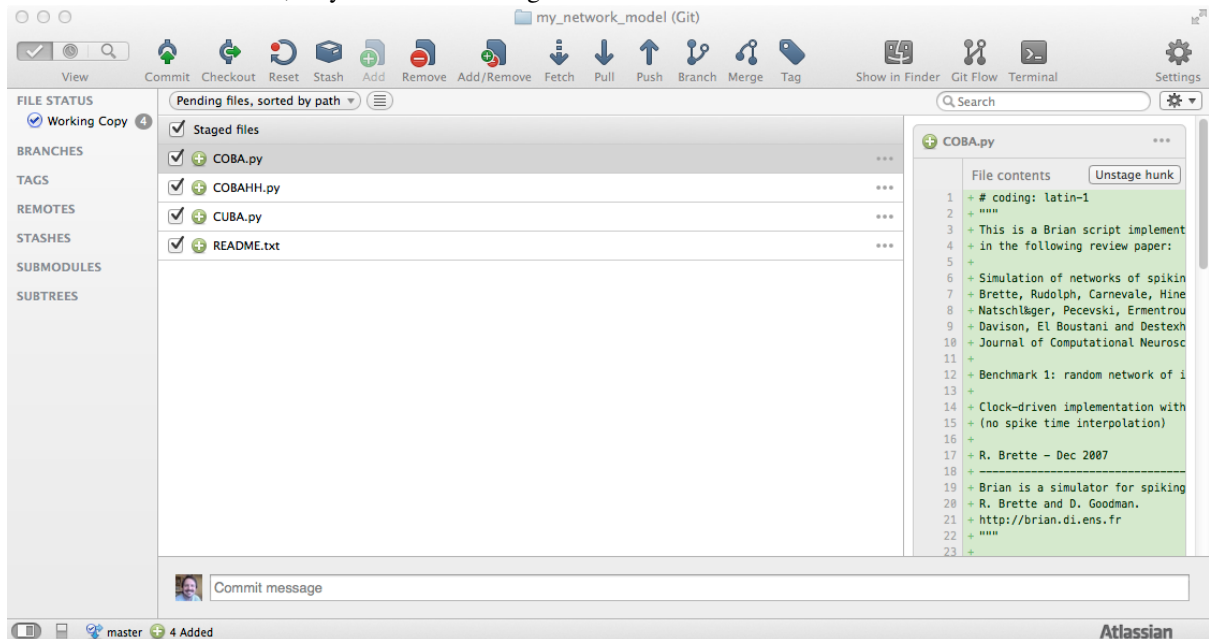 my_network_model (Git)
View Commit Checkout Reset Stash Add Remove Add/Remove Fetch Pull Push Branch Merge Tag Show in Finder Git Flow Terminal Settings
FILE STATUS
Working Copy 4
BRANCHES
TAGS
REMOTES
STASHES
SUBMODULES
SUBTREES
Pending files, sorted by path
Search
Staged files
COBA.py
COBAHH.py
CUBA.py
README.txt
COBA.py
File contents Unstage hunk
1 + # coding: latin-1
2 + """
3 + This is a Brian script implement
4 + in the following review paper:
5 +
6 + Simulation of networks of spikin
7 + Brette, Rudolph, Carnevale, Hine
8 + Natschl‰ger, Pecevski, Ermentrou
9 + Davison, El Boustani and Destexh
10 + Journal of Computational Neurosc
11 +
12 + Benchmark 1: random network of i
13 +
14 + Clock-driven implementation with
15 + (no spike time interpolation)
16 +
17 + R. Brette - Dec 2007
18 + --------------------------------
19 + Brian is a simulator for spiking
20 + R. Brette and D. Goodman.
21 + http://brian.di.ens.fr
22 + """
23 +
Commit message
master 4 Added
Atlassian